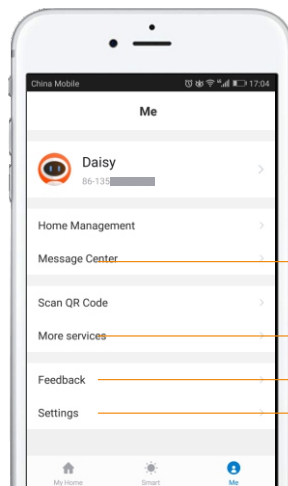 China Mobile 17:04
Me
Daisy
86-135
Home Management
Message Center
Scan QR Code
More services
Feedback
Settings
My Home Smart Me